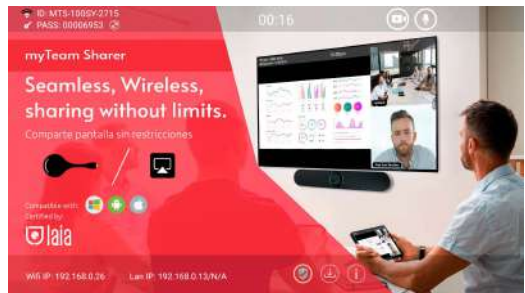 ID: MTS-100SY-2715
PASS: 00006953
00:16
myTeam Sharer
Seamless, Wireless,
sharing without limits.
Comparte pantalla sin restricciones
Compatible with:
Certified by:
laia
Wifi IP: 192.168.0.26
Lan IP: 192.168.0.13/N/A